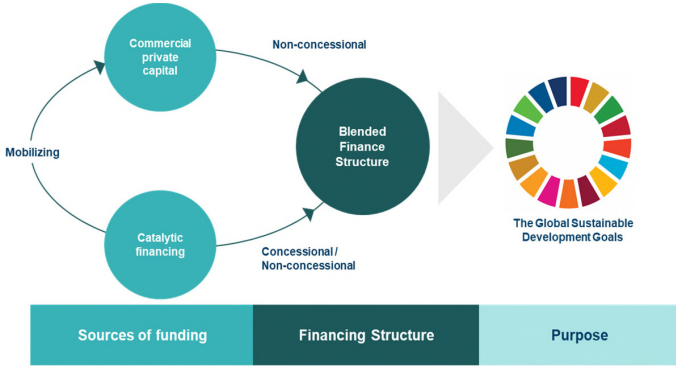 Commercial
private
capital
Non-concessional
Mobilizing
Blended
Finance
Structure
Catalytic
financing
Concessional /
Non-concessional
The Global Sustainable
Development Goals
Sources of funding
Financing Structure
Purpose